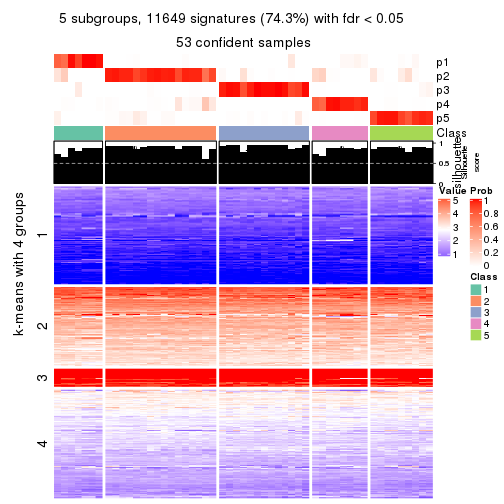 5 subgroups, 11649 signatures (74.3%) with fdr < 0.05
53 confident samples
p1
p2
p3
p4
p5
Class
1
0.5
0
silhouette
Silhouette
score
k-means with 4 groups
1
2
3
4
Value
5
4
3
2
1
Prob
1
0.8
0.6
0.4
0.2
0
Class
1
2
3
4
5